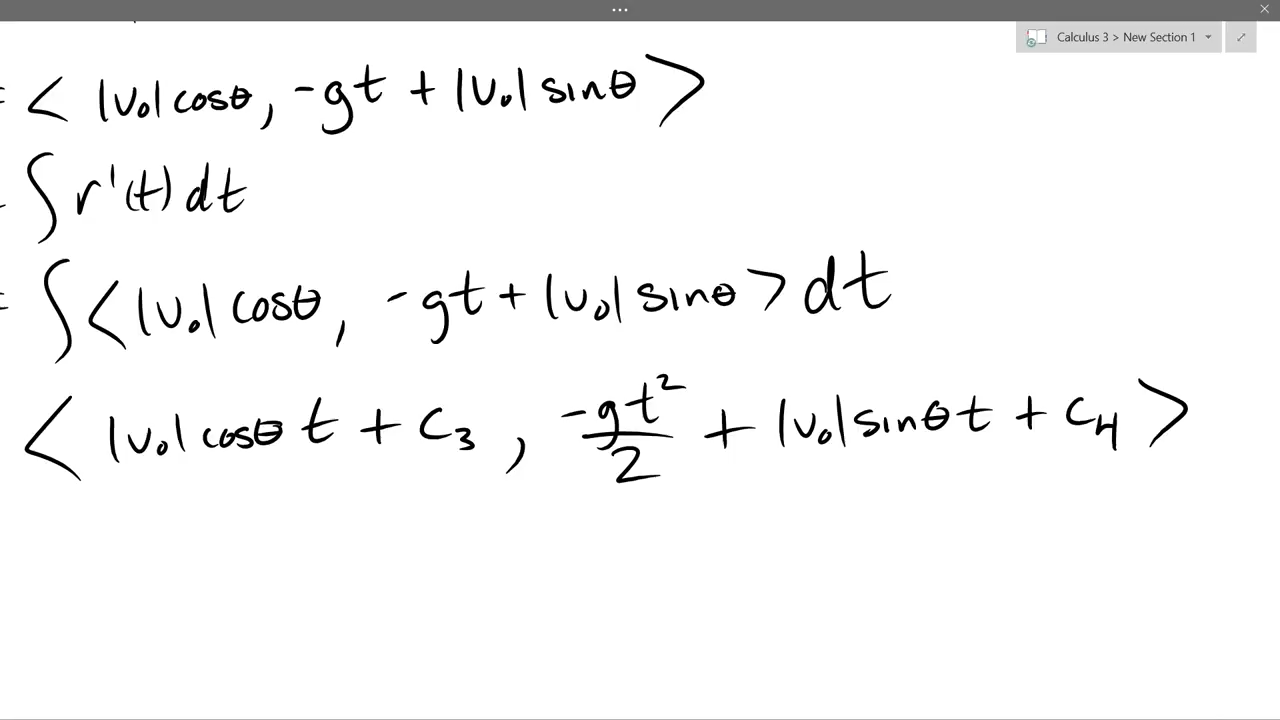 Calculus 3 > New Section 1
= < |v₀| cosθ, -gt + |v₀| sinθ >
= ∫ r'(t) dt
= ∫ < |v₀| cosθ, -gt + |v₀| sinθ > dt
< |v₀| cosθ t + C₃, -gt²/2 + |v₀| sinθ t + C₄ >